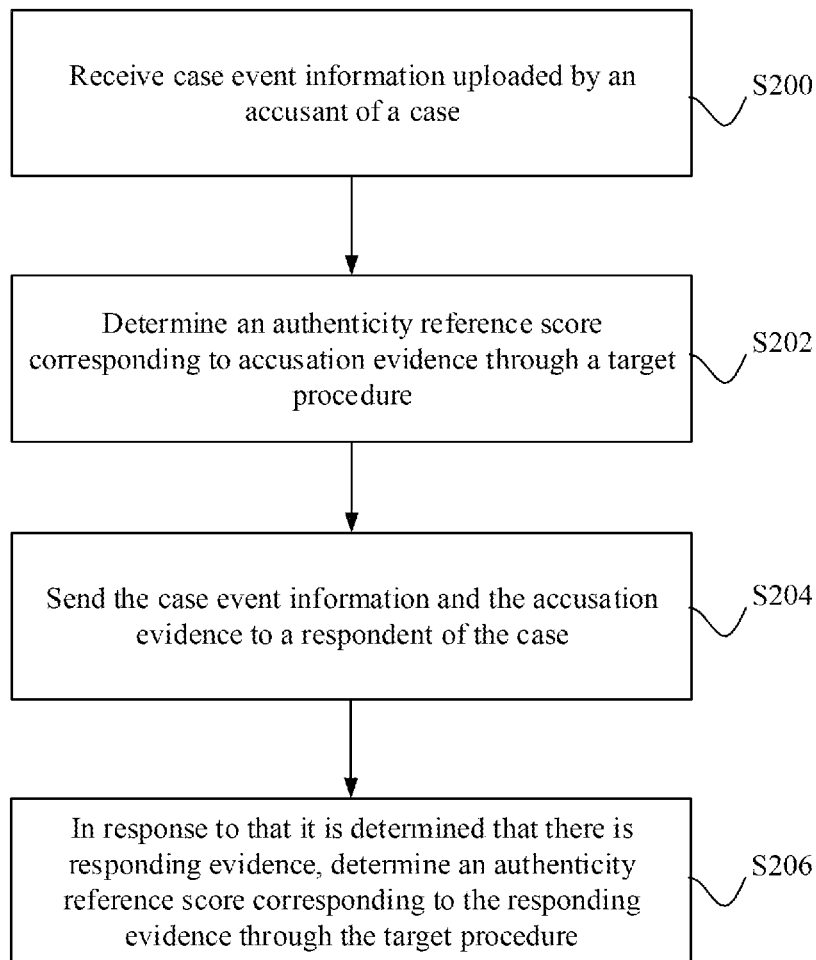 Receive case event information uploaded by an
accusant of a case
S200
Determine an authenticity reference score
corresponding to accusation evidence through a target
procedure
S202
Send the case event information and the accusation
evidence to a respondent of the case
S204
In response to that it is determined that there is
responding evidence, determine an authenticity
reference score corresponding to the responding
evidence through the target procedure
S206